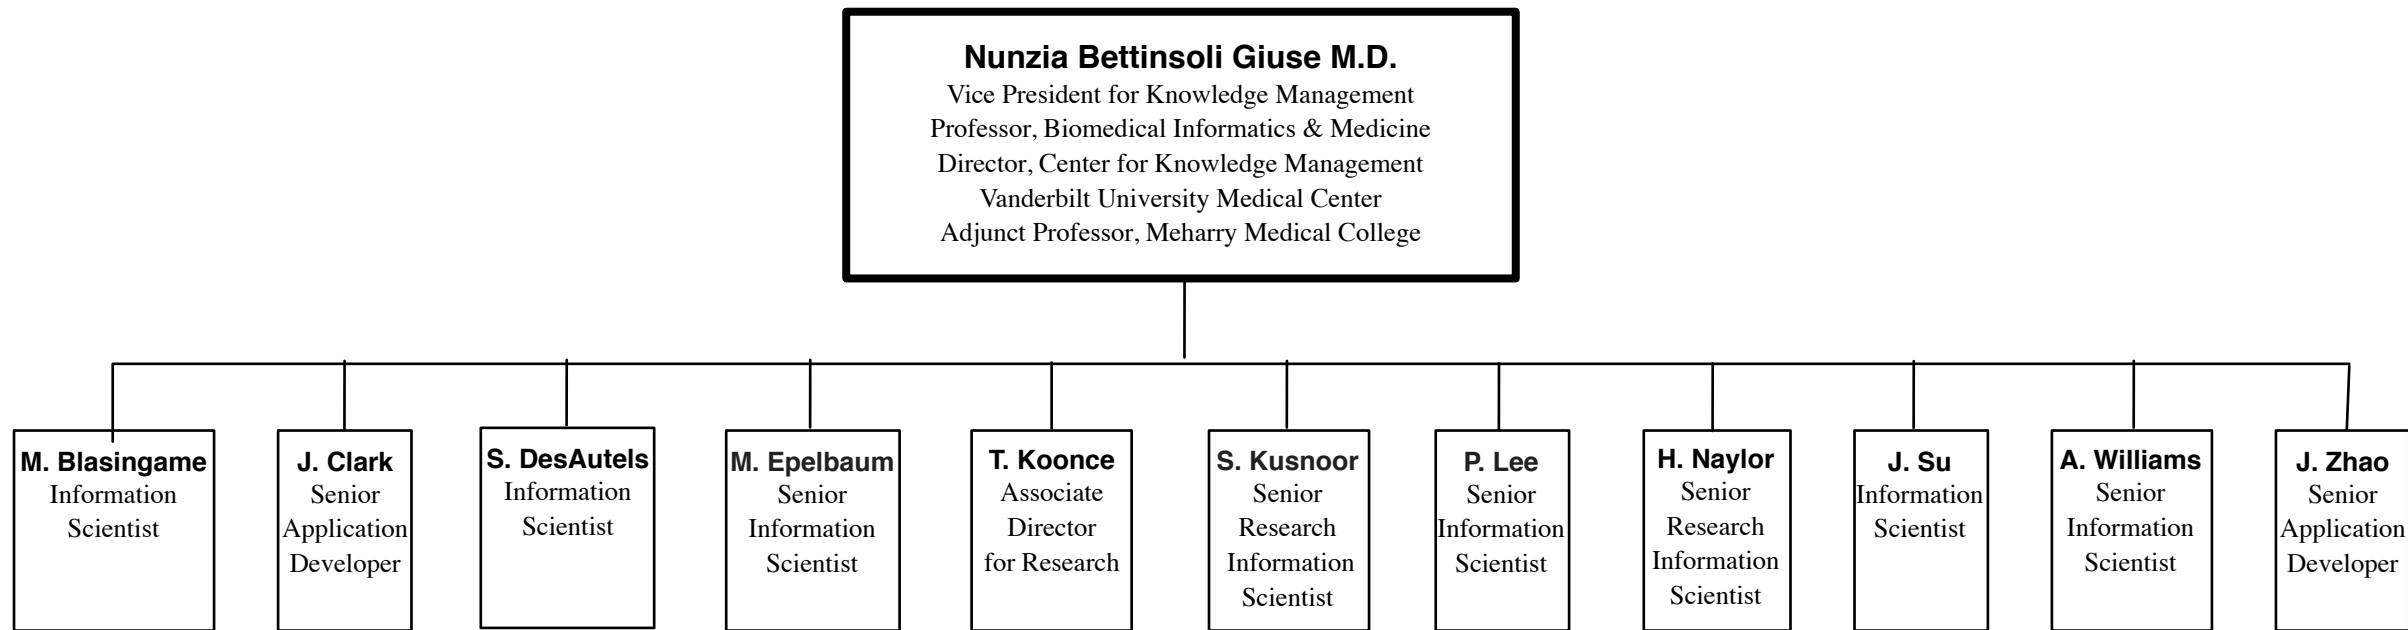 Nunzia Bettinsoli Giuse M.D.
Vice President for Knowledge Management
Professor, Biomedical Informatics & Medicine
Director, Center for Knowledge Management
Vanderbilt University Medical Center
Adjunct Professor, Meharry Medical College
M. Blasingame
Information
Scientist
J. Clark
Senior
Application
Developer
S. DesAutels
Information
Scientist
M. Epelbaum
Senior
Information
Scientist
T. Koonce
Associate
Director
for Research
S. Kusnoor
Senior
Research
Information
Scientist
P. Lee
Senior
Information
Scientist
H. Naylor
Senior
Research
Information
Scientist
J. Su
Information
Scientist
A. Williams
Senior
Information
Scientist
J. Zhao
Senior
Application
Developer